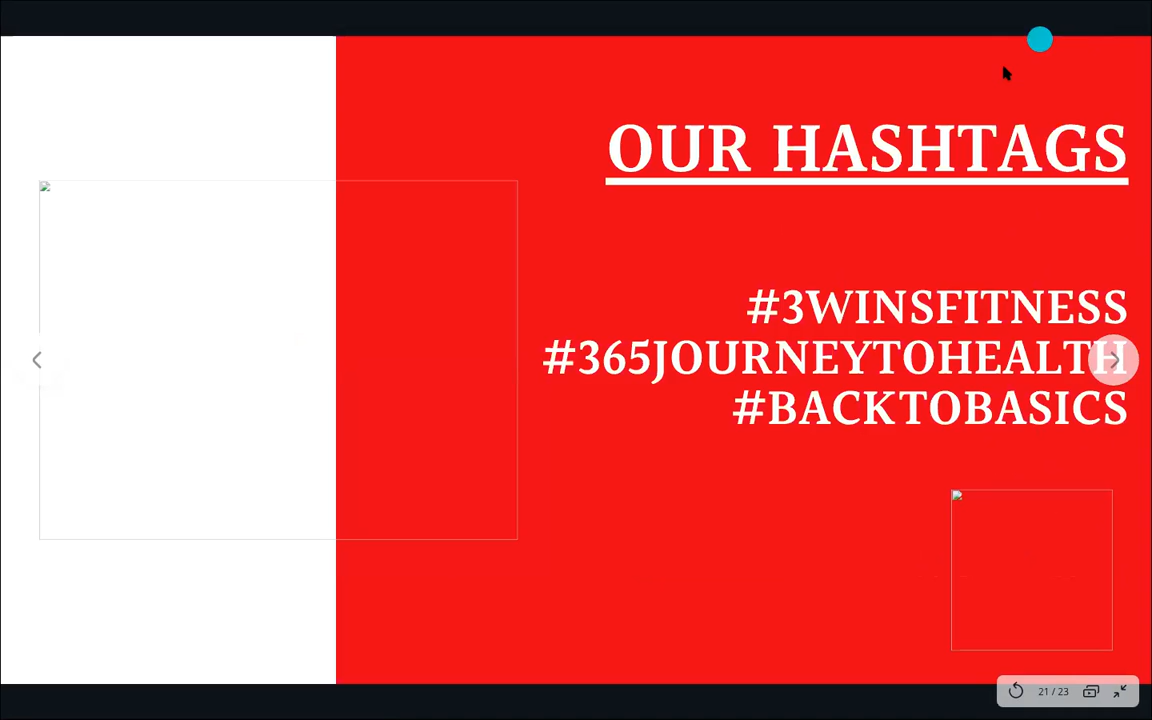 OUR HASHTAGS
#3WINSFITNESS
#365JOURNEYTOHEALTH
#BACKTOBASICS
21 / 23